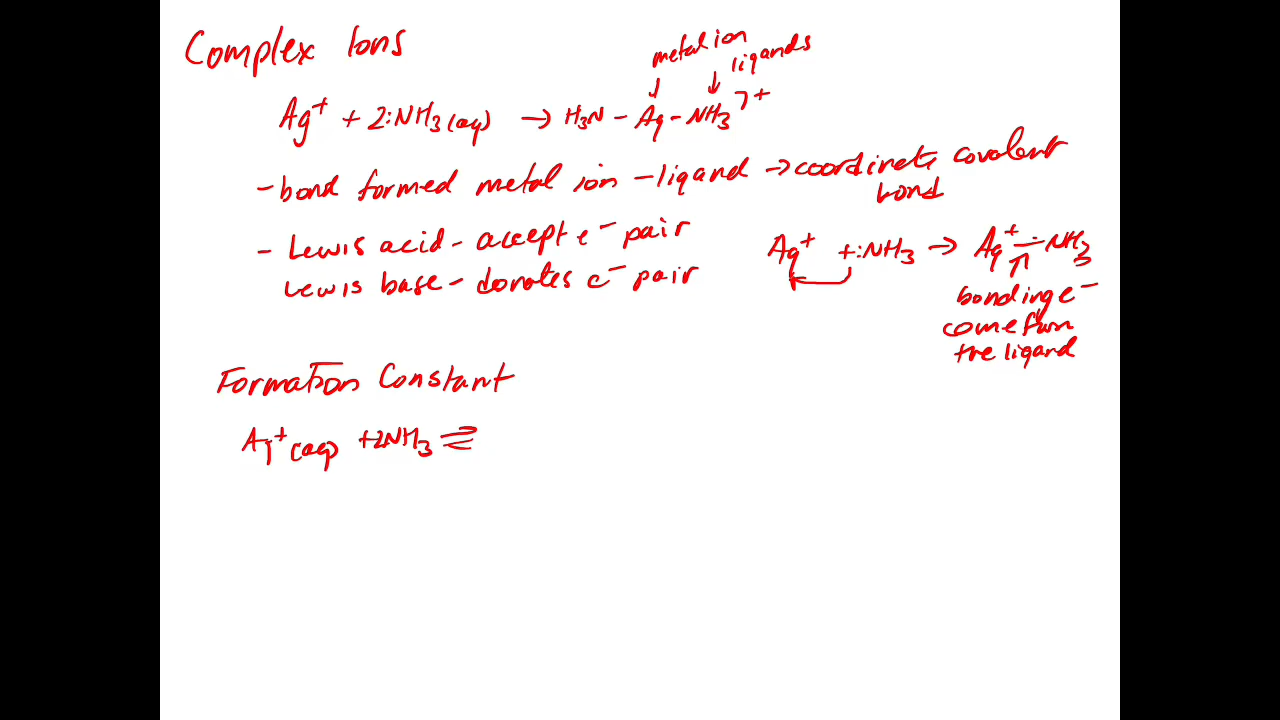 Complex Ions
metal ion
ligands
Ag+ + 2:NH3(aq) → H3N - Ag - NH3 ]+
- bond formed metal ion - ligand → coordinate covalent
bond
- Lewis acid - accept e- pair
Lewis base - donates e- pair
Ag+ + :NH3 → Ag+ - NH3
bonding e-
come from
the ligand
Formation Constant
Ag+(aq) + 2NH3 ⇌